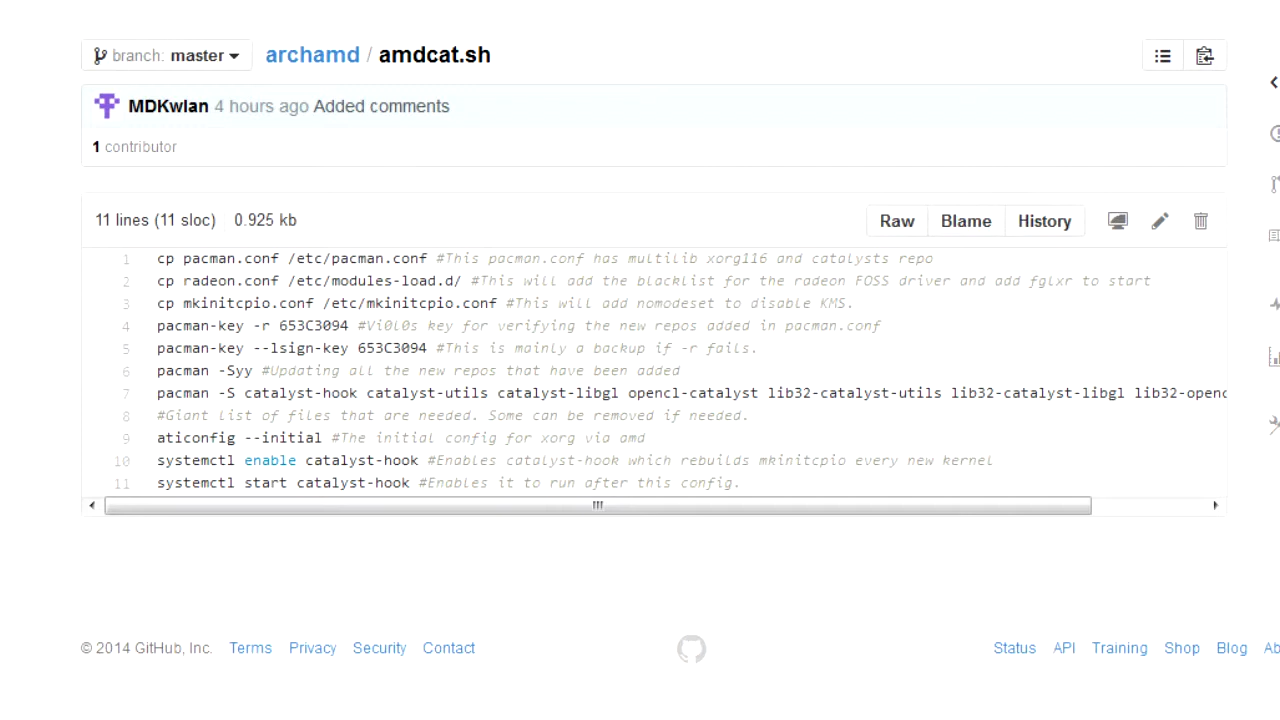 branch: master archamd / amdcat.sh
MDKwlan 4 hours ago Added comments
1 contributor
11 lines (11 sloc) 0.925 kb Raw Blame History
1 cp pacman.conf /etc/pacman.conf #This pacman.conf has multilib xorg116 and catalysts repo
2 cp radeon.conf /etc/modules-load.d/ #This will add the blacklist for the radeon FOSS driver and add fglxr to start
3 cp mkinitcpio.conf /etc/mkinitcpio.conf #This will add nomodeset to disable KMS.
4 pacman-key -r 653C3094 #Vi0l0s key for verifying the new repos added in pacman.conf
5 pacman-key --lsign-key 653C3094 #This is mainly a backup if -r fails.
6 pacman -Syy #Updating all the new repos that have been added
7 pacman -S catalyst-hook catalyst-utils catalyst-libgl opencl-catalyst lib32-catalyst-utils lib32-catalyst-libgl lib32-openc
8 #Giant list of files that are needed. Some can be removed if needed.
9 aticonfig --initial #The initial config for xorg via amd
10 systemctl enable catalyst-hook #Enables catalyst-hook which rebuilds mkinitcpio every new kernel
11 systemctl start catalyst-hook #Enables it to run after this config.
© 2014 GitHub, Inc. Terms Privacy Security Contact Status API Training Shop Blog Ab